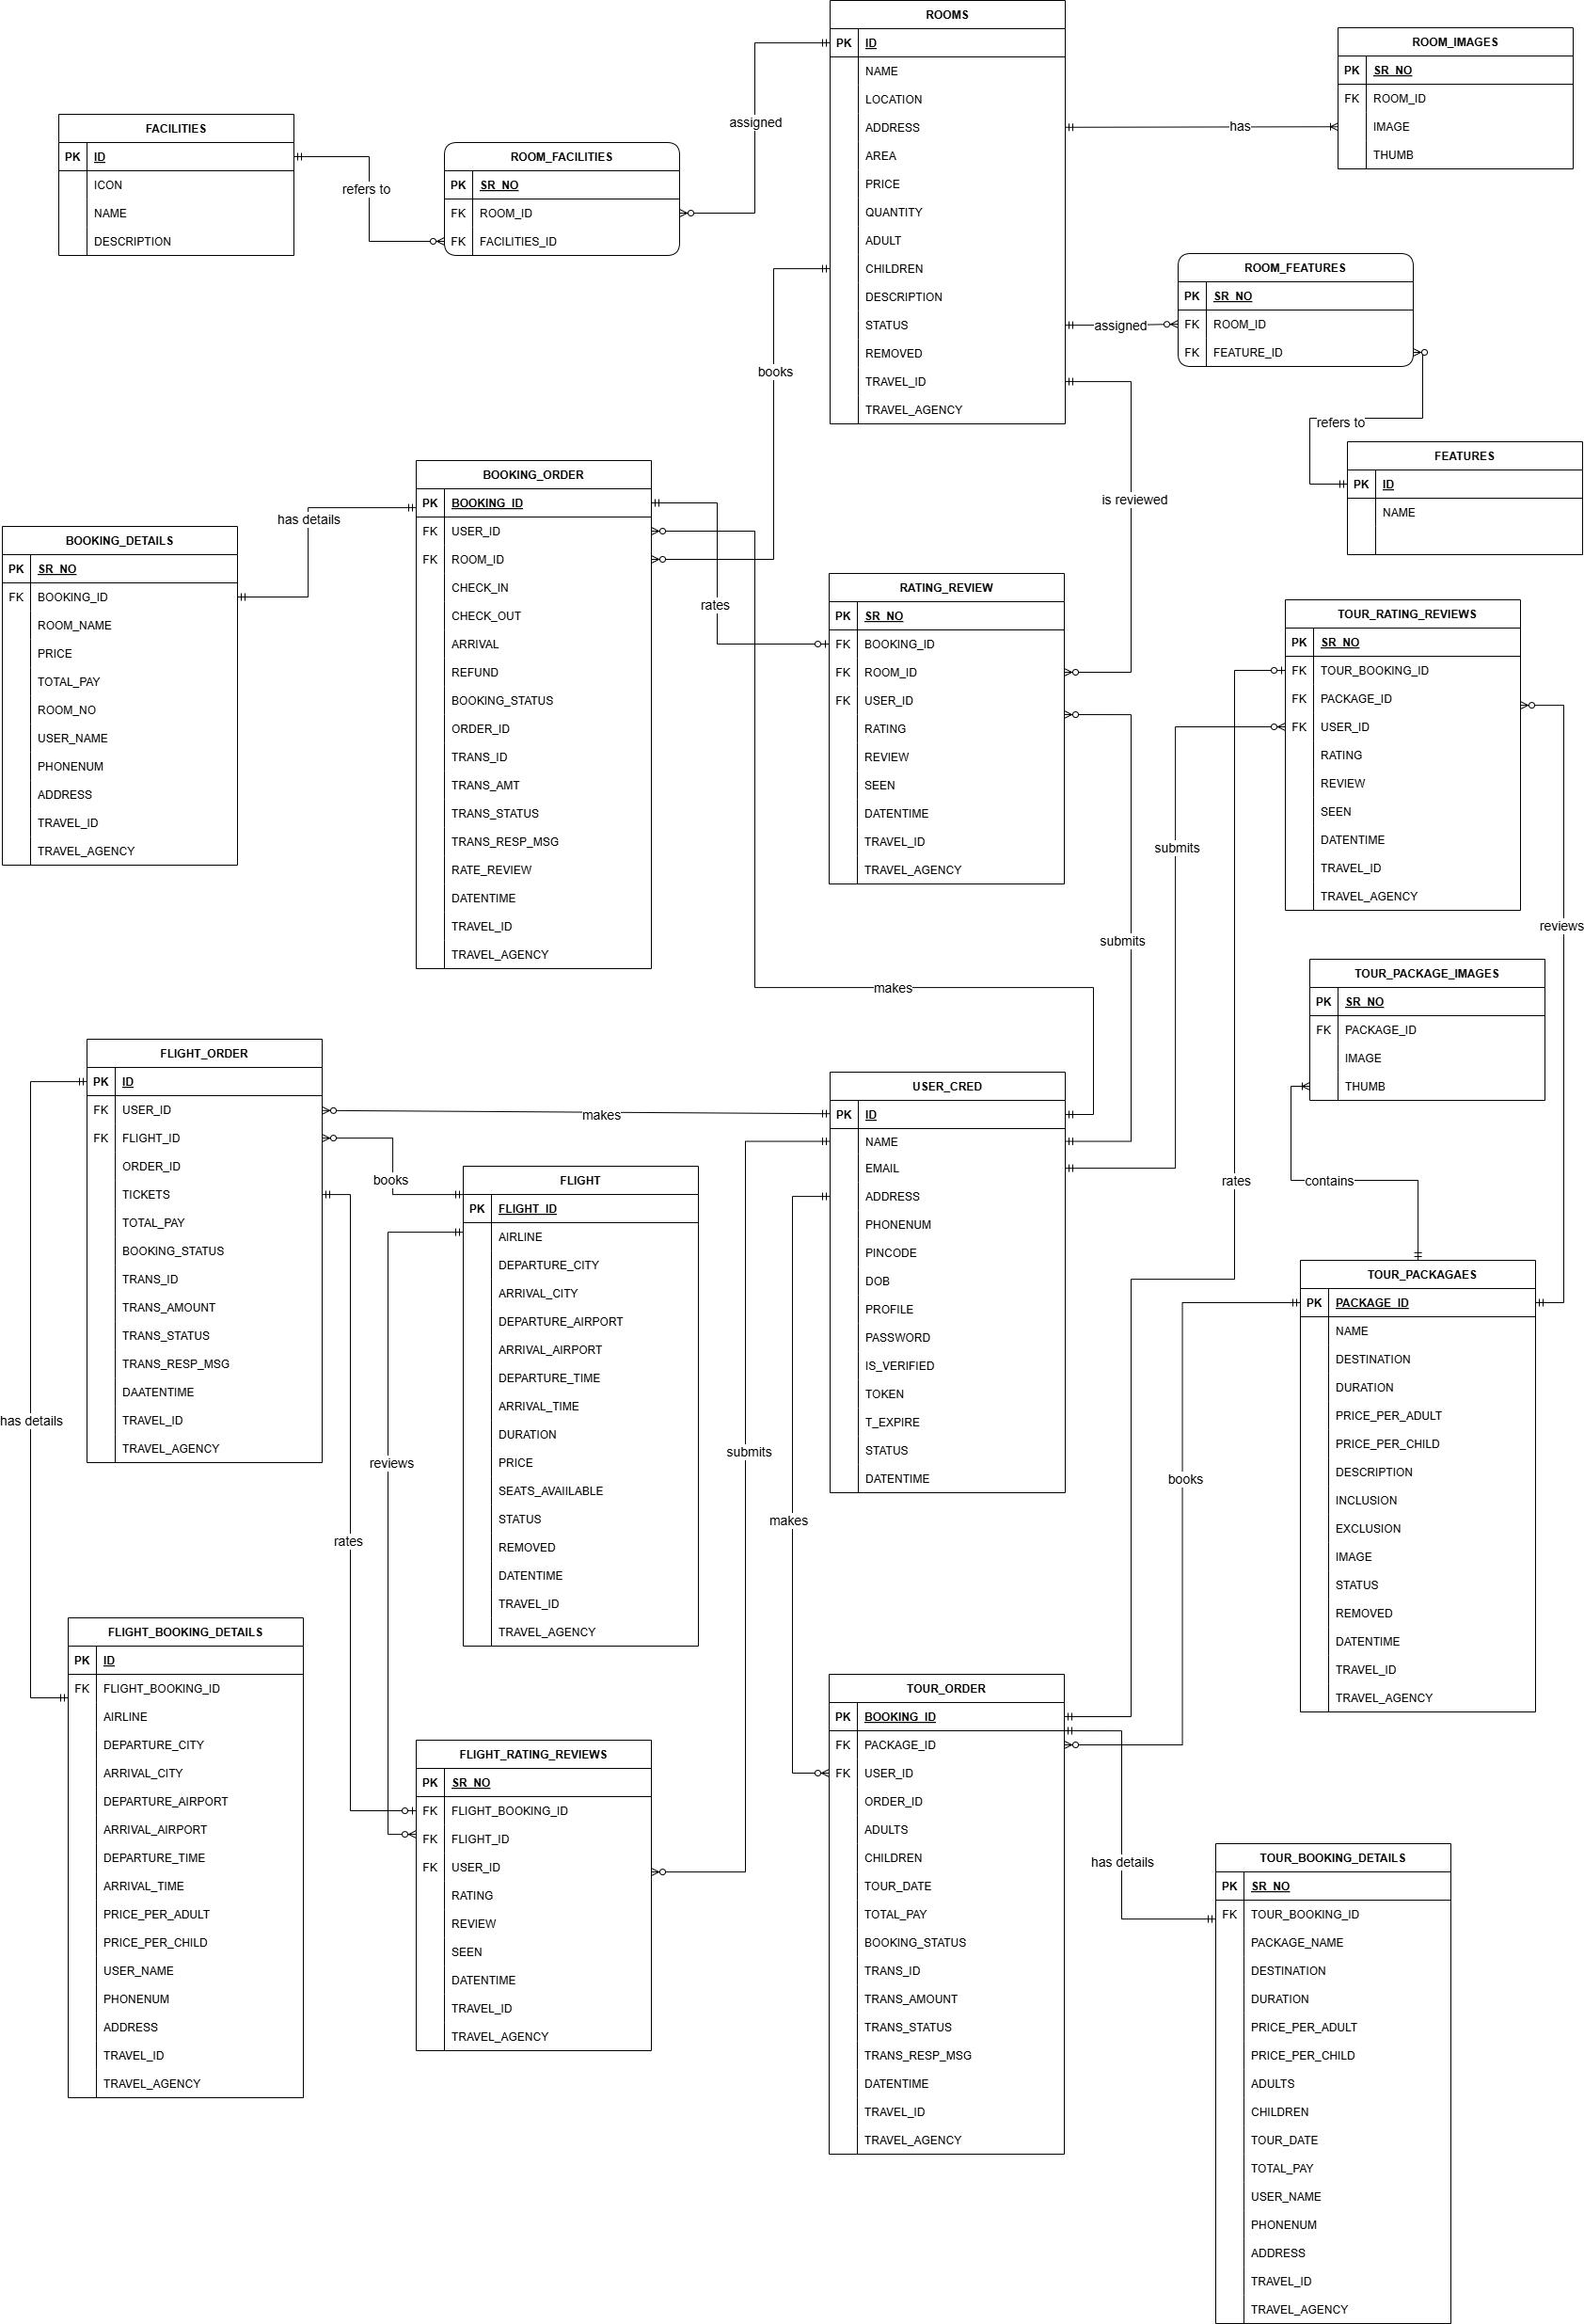 ROOMS
PK ID
NAME
LOCATION
ADDRESS
AREA
PRICE
QUANTITY
ADULT
CHILDREN
DESCRIPTION
STATUS
REMOVED
TRAVEL_ID
TRAVEL_AGENCY
ROOM_IMAGES
PK SR_NO
FK ROOM_ID
IMAGE
THUMB
has
assigned
FACILITIES
PK ID
ICON
NAME
DESCRIPTION
refers to
ROOM_FACILITIES
PK SR_NO
FK ROOM_ID
FK FACILITIES_ID
ROOM_FEATURES
PK SR_NO
FK ROOM_ID
FK FEATURE_ID
assigned
books
refers to
FEATURES
PK ID
NAME
is reviewed
BOOKING_ORDER
PK BOOKING_ID
FK USER_ID
FK ROOM_ID
CHECK_IN
CHECK_OUT
ARRIVAL
REFUND
BOOKING_STATUS
ORDER_ID
TRANS_ID
TRANS_AMT
TRANS_STATUS
TRANS_RESP_MSG
RATE_REVIEW
DATENTIME
TRAVEL_ID
TRAVEL_AGENCY
has details
BOOKING_DETAILS
PK SR_NO
FK BOOKING_ID
ROOM_NAME
PRICE
TOTAL_PAY
ROOM_NO
USER_NAME
PHONENUM
ADDRESS
TRAVEL_ID
TRAVEL_AGENCY
rates
RATING_REVIEW
PK SR_NO
FK BOOKING_ID
FK ROOM_ID
FK USER_ID
RATING
REVIEW
SEEN
DATENTIME
TRAVEL_ID
TRAVEL_AGENCY
TOUR_RATING_REVIEWS
PK SR_NO
FK TOUR_BOOKING_ID
FK PACKAGE_ID
FK USER_ID
RATING
REVIEW
SEEN
DATENTIME
TRAVEL_ID
TRAVEL_AGENCY
submits
submits
reviews
makes
TOUR_PACKAGE_IMAGES
PK SR_NO
FK PACKAGE_ID
IMAGE
THUMB
FLIGHT_ORDER
PK ID
FK USER_ID
FK FLIGHT_ID
ORDER_ID
TICKETS
TOTAL_PAY
BOOKING_STATUS
TRANS_ID
TRANS_AMOUNT
TRANS_STATUS
TRANS_RESP_MSG
DAATENTIME
TRAVEL_ID
TRAVEL_AGENCY
makes
books
USER_CRED
PK ID
NAME
EMAIL
ADDRESS
PHONENUM
PINCODE
DOB
PROFILE
PASSWORD
IS_VERIFIED
TOKEN
T_EXPIRE
STATUS
DATENTIME
FLIGHT
PK FLIGHT_ID
AIRLINE
DEPARTURE_CITY
ARRIVAL_CITY
DEPARTURE_AIRPORT
ARRIVAL_AIRPORT
DEPARTURE_TIME
ARRIVAL_TIME
DURATION
PRICE
SEATS_AVAILABLE
STATUS
REMOVED
DATENTIME
TRAVEL_ID
TRAVEL_AGENCY
rates
contains
TOUR_PACKAGAES
PK PACKAGE_ID
NAME
DESTINATION
DURATION
PRICE_PER_ADULT
PRICE_PER_CHILD
DESCRIPTION
INCLUSION
EXCLUSION
IMAGE
STATUS
REMOVED
DATENTIME
TRAVEL_ID
TRAVEL_AGENCY
has details
reviews
submits
books
makes
rates
FLIGHT_BOOKING_DETAILS
PK ID
FK FLIGHT_BOOKING_ID
AIRLINE
DEPARTURE_CITY
ARRIVAL_CITY
DEPARTURE_AIRPORT
ARRIVAL_AIRPORT
DEPARTURE_TIME
ARRIVAL_TIME
PRICE_PER_ADULT
PRICE_PER_CHILD
USER_NAME
PHONENUM
ADDRESS
TRAVEL_ID
TRAVEL_AGENCY
FLIGHT_RATING_REVIEWS
PK SR_NO
FK FLIGHT_BOOKING_ID
FK FLIGHT_ID
FK USER_ID
RATING
REVIEW
SEEN
DATENTIME
TRAVEL_ID
TRAVEL_AGENCY
TOUR_ORDER
PK BOOKING_ID
FK PACKAGE_ID
FK USER_ID
ORDER_ID
ADULTS
CHILDREN
TOUR_DATE
TOTAL_PAY
BOOKING_STATUS
TRANS_ID
TRANS_AMOUNT
TRANS_STATUS
TRANS_RESP_MSG
DATENTIME
TRAVEL_ID
TRAVEL_AGENCY
has details
TOUR_BOOKING_DETAILS
PK SR_NO
FK TOUR_BOOKING_ID
PACKAGE_NAME
DESTINATION
DURATION
PRICE_PER_ADULT
PRICE_PER_CHILD
ADULTS
CHILDREN
TOUR_DATE
TOTAL_PAY
USER_NAME
PHONENUM
ADDRESS
TRAVEL_ID
TRAVEL_AGENCY